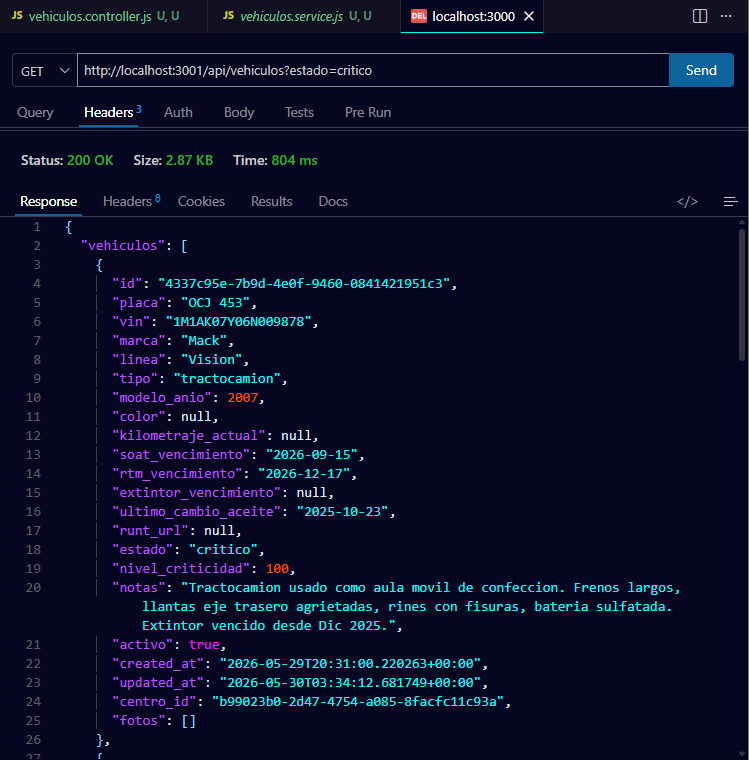 JS vehiculos.controller.js U, U JS vehiculos.service.js U, U DEL localhost:3000 × ···
GET http://localhost:3001/api/vehiculos?estado=critico Send
Query Headers 3 Auth Body Tests Pre Run
Status: 200 OK Size: 2.87 KB Time: 804 ms
Response Headers 8 Cookies Results Docs </>
1 {
2 "vehiculos": [
3 {
4 "id": "4337c95e-7b9d-4e0f-9460-0841421951c3",
5 "placa": "OCJ 453",
6 "vin": "1M1AK07Y06N009878",
7 "marca": "Mack",
8 "linea": "Vision",
9 "tipo": "tractocamion",
10 "modelo_anio": 2007,
11 "color": null,
12 "kilometraje_actual": null,
13 "soat_vencimiento": "2026-09-15",
14 "rtm_vencimiento": "2026-12-17",
15 "extintor_vencimiento": null,
16 "ultimo_cambio_aceite": "2025-10-23",
17 "runt_url": null,
18 "estado": "critico",
19 "nivel_criticidad": 100,
20 "notas": "Tractocamion usado como aula movil de confeccion. Frenos largos,
llantas eje trasero agrietadas, rines con fisuras, bateria sulfatada.
Extintor vencido desde Dic 2025.",
21 "activo": true,
22 "created_at": "2026-05-29T20:31:00.220263+00:00",
23 "updated_at": "2026-05-30T03:34:12.681749+00:00",
24 "centro_id": "b99023b0-2d47-4754-a085-8facfc11c93a",
25 "fotos": []
26 },
27 {